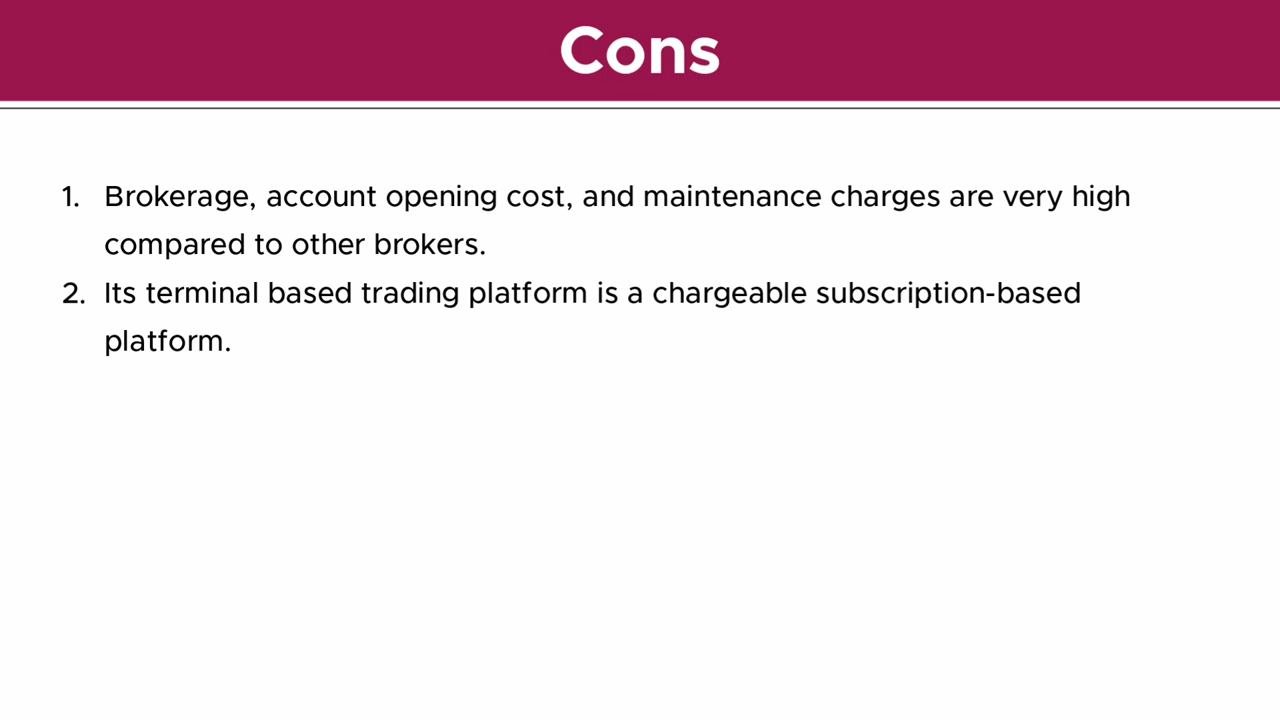 Cons
1. Brokerage, account opening cost, and maintenance charges are very high
compared to other brokers.
2. Its terminal based trading platform is a chargeable subscription-based
platform.